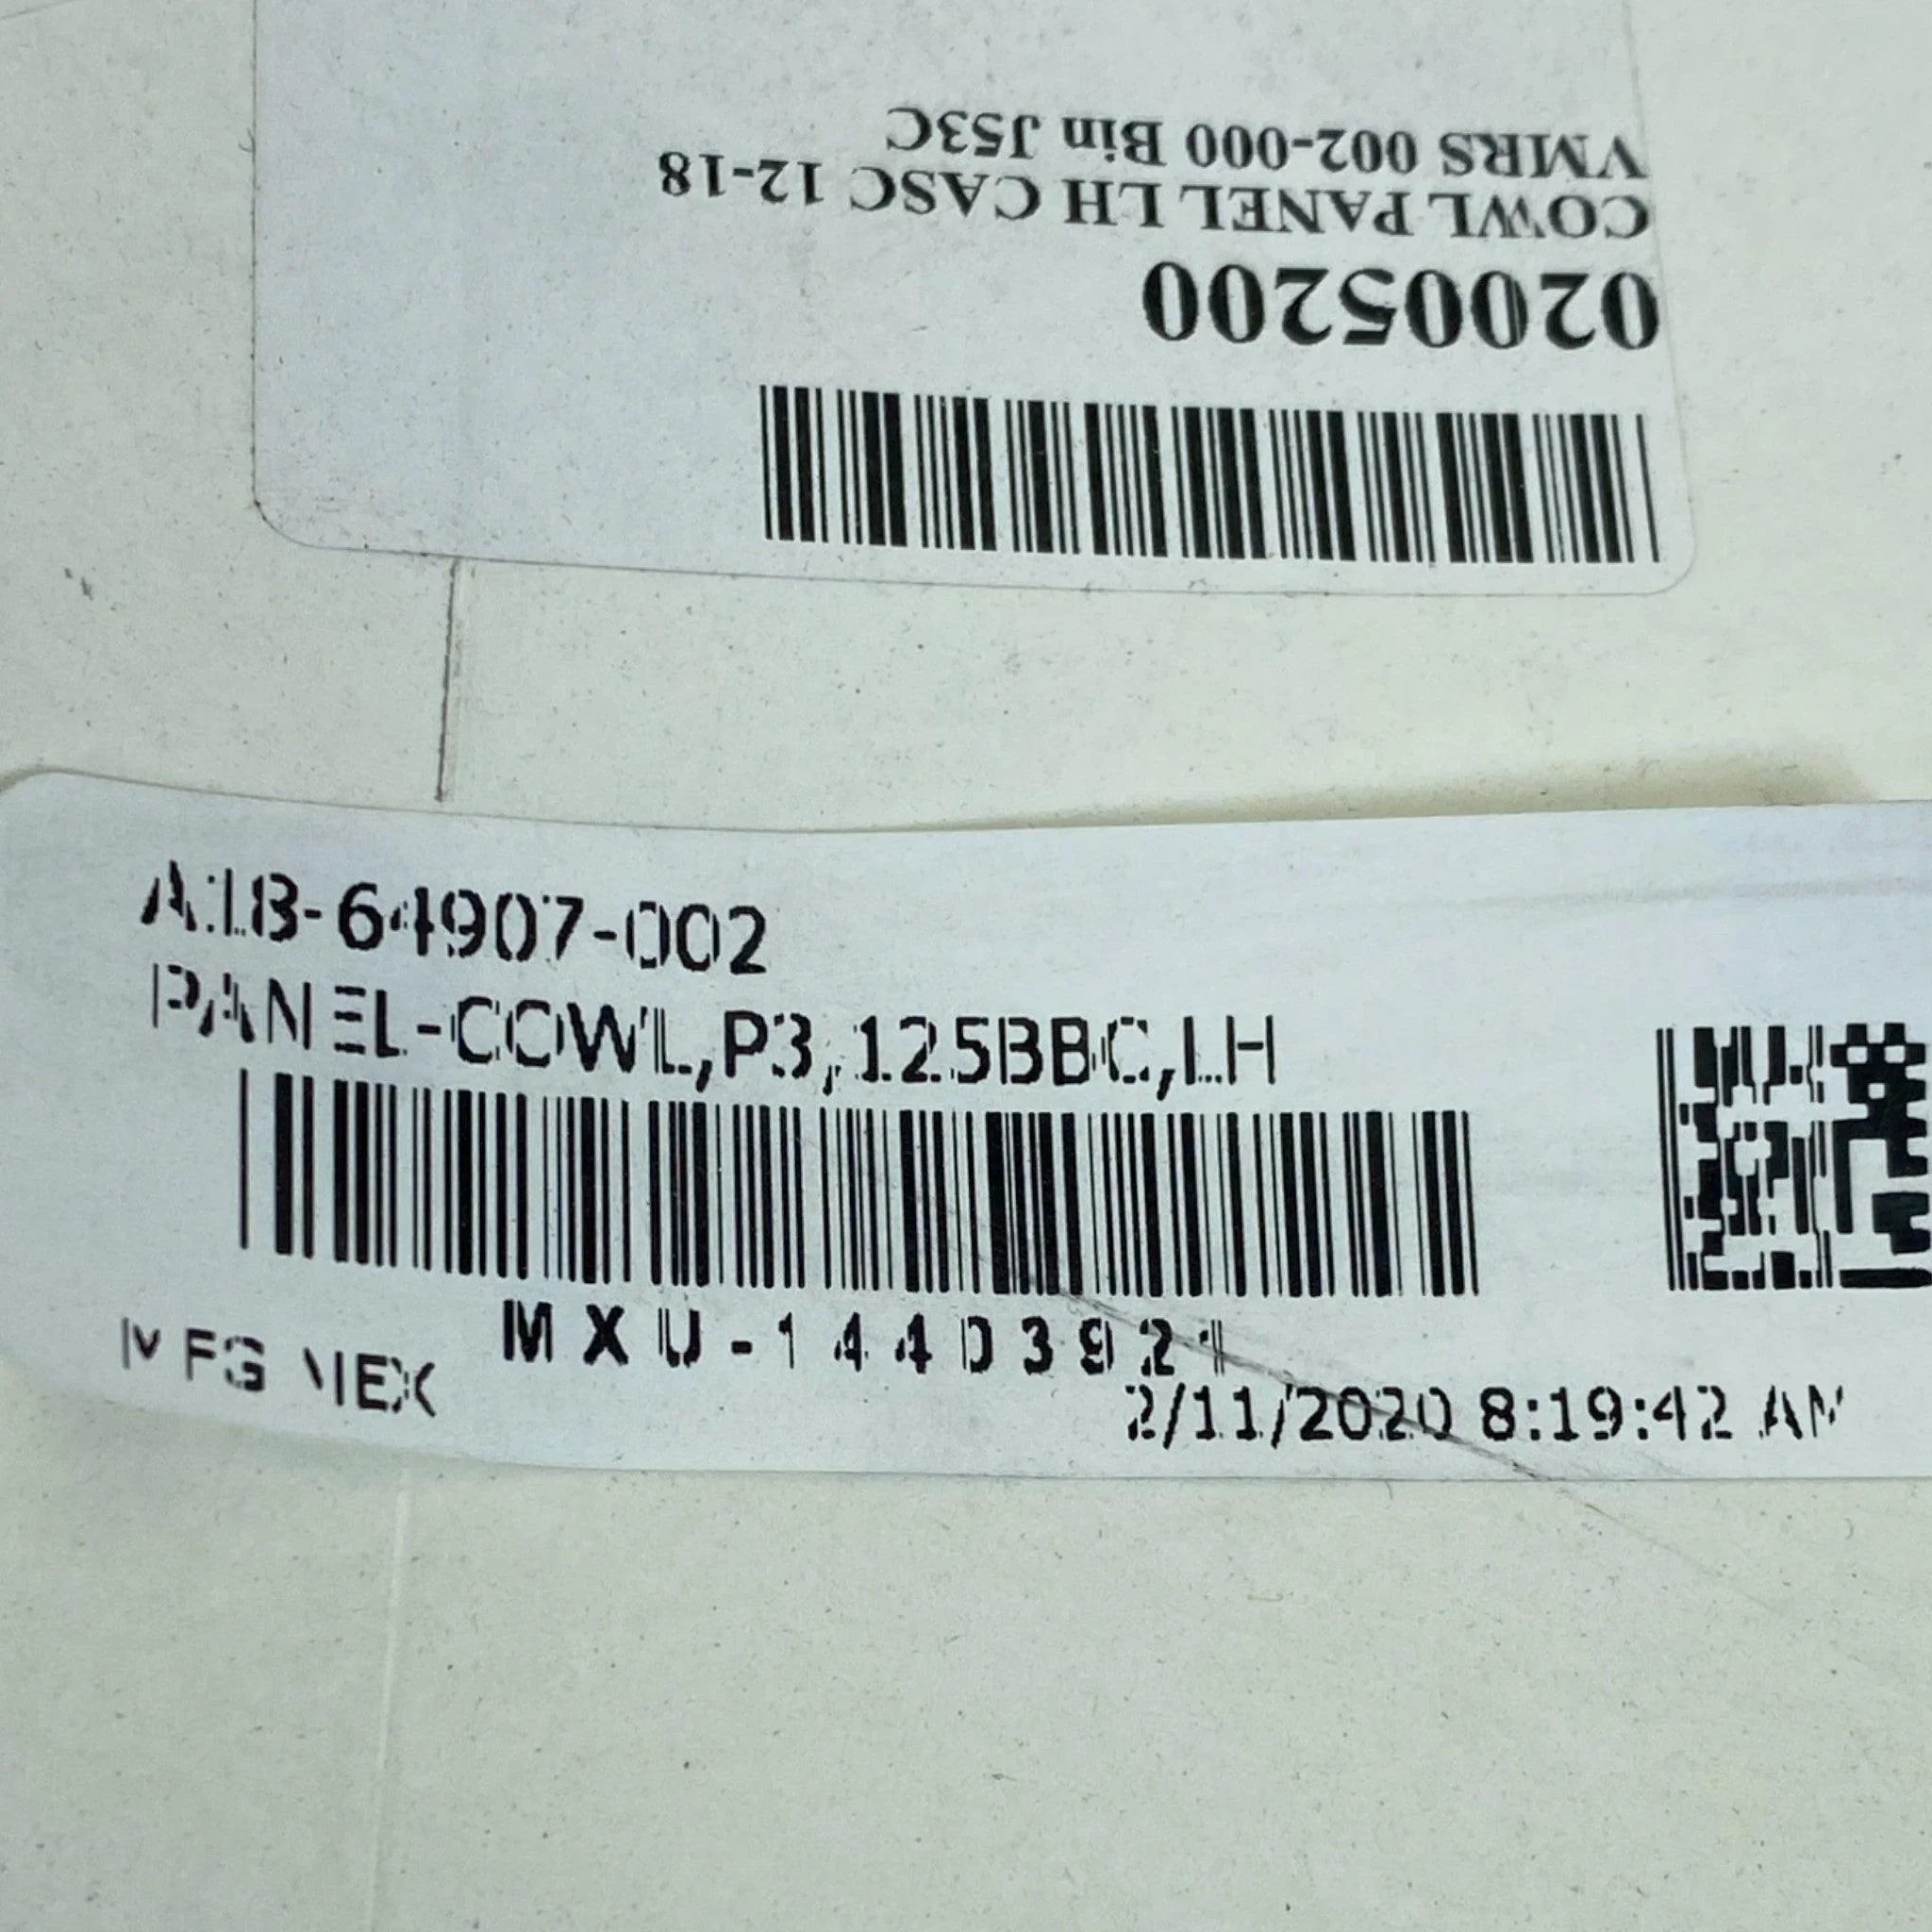 02005200
COWL PANEL LH CASC 12-18
VMRS 002-000 Bin J53C
A18-64907-002
PANEL-COWL,P3,125BBC,LH
MXU-14403921
MFG MEX
2/11/2020 8:19:42 AM